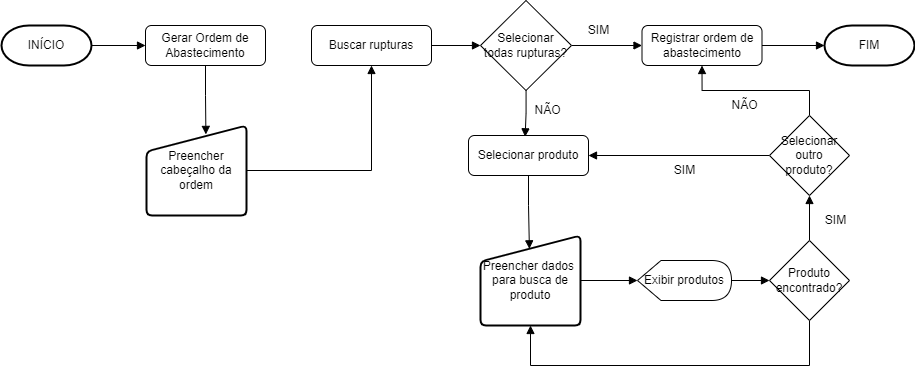 INÍCIO
Gerar Ordem de
Abastecimento
Buscar rupturas
Selecionar
todas rupturas?
SIM
Registrar ordem de
abastecimento
FIM
NÃO
NÃO
Preencher
cabeçalho da
ordem
Selecionar produto
SIM
Selecionar
outro
produto?
SIM
Preencher dados
para busca de
produto
Exibir produtos
Produto
encontrado?